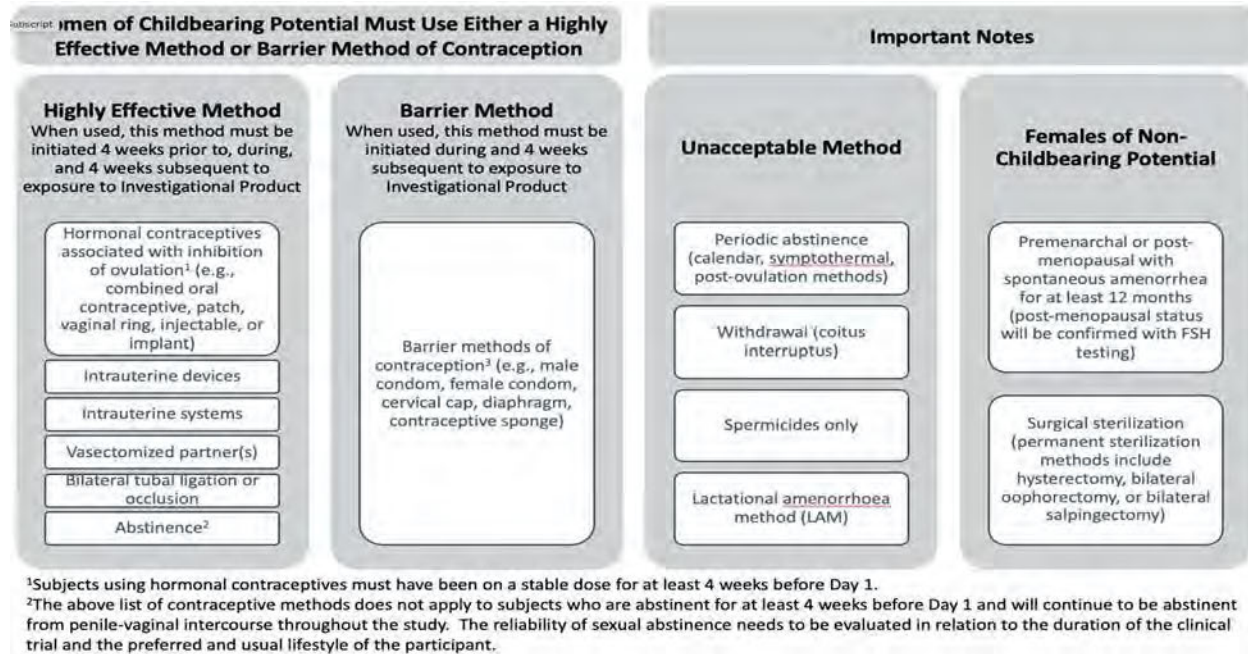 omen of Childbearing Potential Must Use Either a Highly
Effective Method or Barrier Method of Contraception
Important Notes
Highly Effective Method
When used, this method must be
initiated 4 weeks prior to, during,
and 4 weeks subsequent to
exposure to Investigational Product
Hormonal contraceptives
associated with inhibition
of ovulation¹ (e.g.,
combined oral
contraceptive, patch,
vaginal ring, injectable, or
implant)
Intrauterine devices
Intrauterine systems
Vasectomized partner(s)
Bilateral tubal ligation or
occlusion
Abstinence²
Barrier Method
When used, this method must be
initiated during and 4 weeks
subsequent to exposure to
Investigational Product
Barrier methods of
contraception³ (e.g., male
condom, female condom,
cervical cap, diaphragm,
contraceptive sponge)
Unacceptable Method
Periodic abstinence
(calendar, symptothermal,
post-ovulation methods)
Withdrawal (coitus
interruptus)
Spermicides only
Lactational amenorrhoea
method (LAM)
Females of Non-
Childbearing Potential
Premenarchal or post-
menopausal with
spontaneous amenorrhea
for at least 12 months
(post-menopausal status
will be confirmed with FSH
testing)
Surgical sterilization
(permanent sterilization
methods include
hysterectomy, bilateral
oophorectomy, or bilateral
salpingectomy)
¹Subjects using hormonal contraceptives must have been on a stable dose for at least 4 weeks before Day 1.
²The above list of contraceptive methods does not apply to subjects who are abstinent for at least 4 weeks before Day 1 and will continue to be abstinent
from penile-vaginal intercourse throughout the study. The reliability of sexual abstinence needs to be evaluated in relation to the duration of the clinical
trial and the preferred and usual lifestyle of the participant.